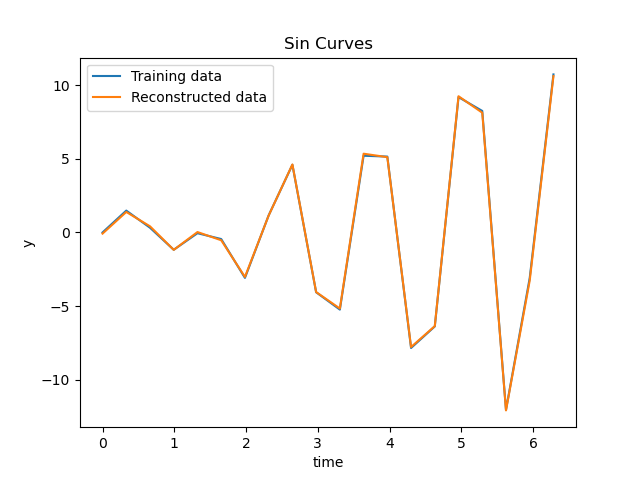 Sin Curves
Training data
Reconstructed data
10
5
0
−5
−10
y
0 1 2 3 4 5 6
time